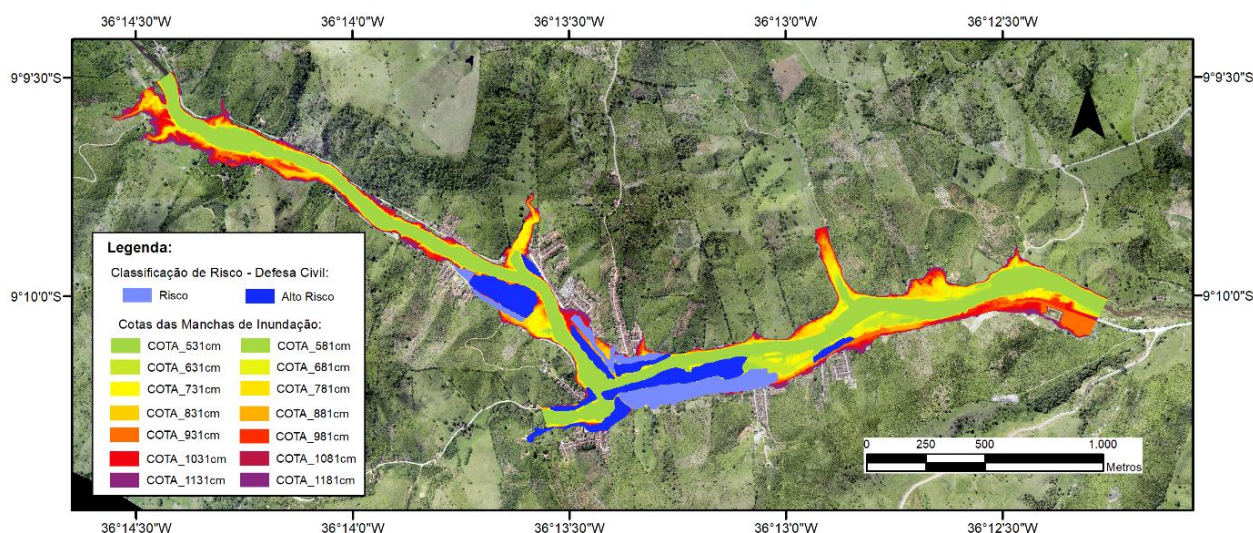 36°14'30"W 36°14'0"W 36°13'30"W 36°13'0"W 36°12'30"W
9°9'30"S 9°9'30"S
Legenda:
Classificação de Risco - Defesa Civil:
Risco Alto Risco
9°10'0"S 9°10'0"S
Cotas das Manchas de Inundação:
COTA_531cm COTA_581cm
COTA_631cm COTA_681cm
COTA_731cm COTA_781cm
COTA_831cm COTA_881cm
COTA_931cm COTA_981cm
COTA_1031cm COTA_1081cm
COTA_1131cm COTA_1181cm
0 250 500 1.000
Metros
36°14'30"W 36°14'0"W 36°13'30"W 36°13'0"W 36°12'30"W